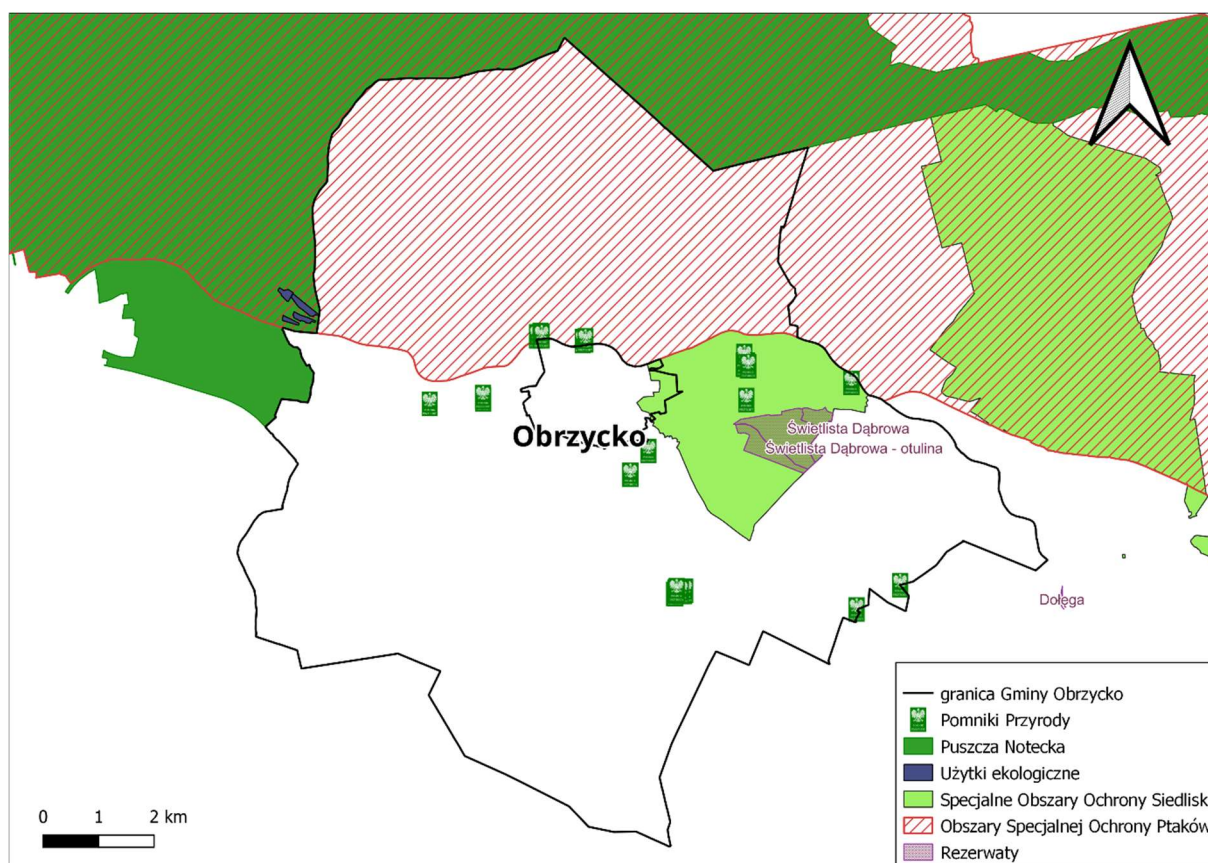 Świetlista Dąbrowa
Obrzycko
Świetlista Dąbrowa - otulina
Dołęga
granica Gminy Obrzycko
Pomniki Przyrody
Puszcza Notecka
Użytki ekologiczne
Specjalne Obszary Ochrony Siedlisk
Obszary Specjalnej Ochrony Ptaków
Rezerwaty
0 1 2 km